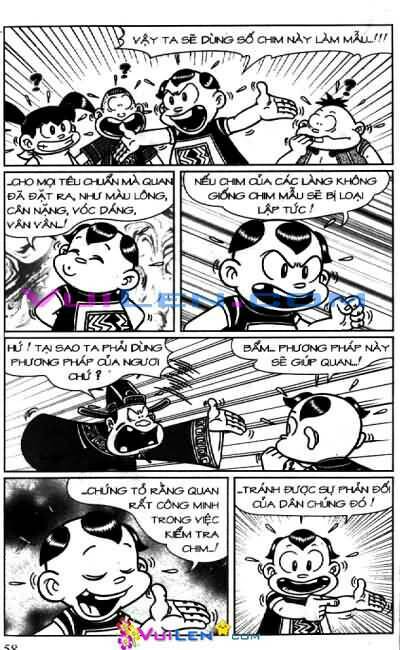 VẬY TA SẼ DÙNG SỐ CHIM NÀY LÀM MẪU...!!!
?
?
?
...CHO MỌI TIÊU CHUẨN MÀ QUAN
ĐÃ ĐẶT RA, NHƯ MÀU LÔNG,
CÂN NẶNG, VÓC DÁNG,
VÂN VÂN...!
NẾU CHIM CỦA CÁC LÀNG KHÔNG
GIỐNG CHIM MẪU SẼ BỊ LOẠI
LẬP TỨC!
VUILEN.COM
HỨ! TẠI SAO TA PHẢI DÙNG
PHƯƠNG PHÁP CỦA NGƯƠI
CHỨ?
BẨM... PHƯƠNG PHÁP NÀY
SẼ GIÚP QUAN...!
...CHỨNG TỎ RẰNG QUAN
RẤT CÔNG MINH
TRONG VIỆC
KIỂM TRA
CHIM...!
...TRÁNH ĐƯỢC SỰ PHẢN ĐỐI
CỦA DÂN CHÚNG ĐÓ!
58
VUILEN